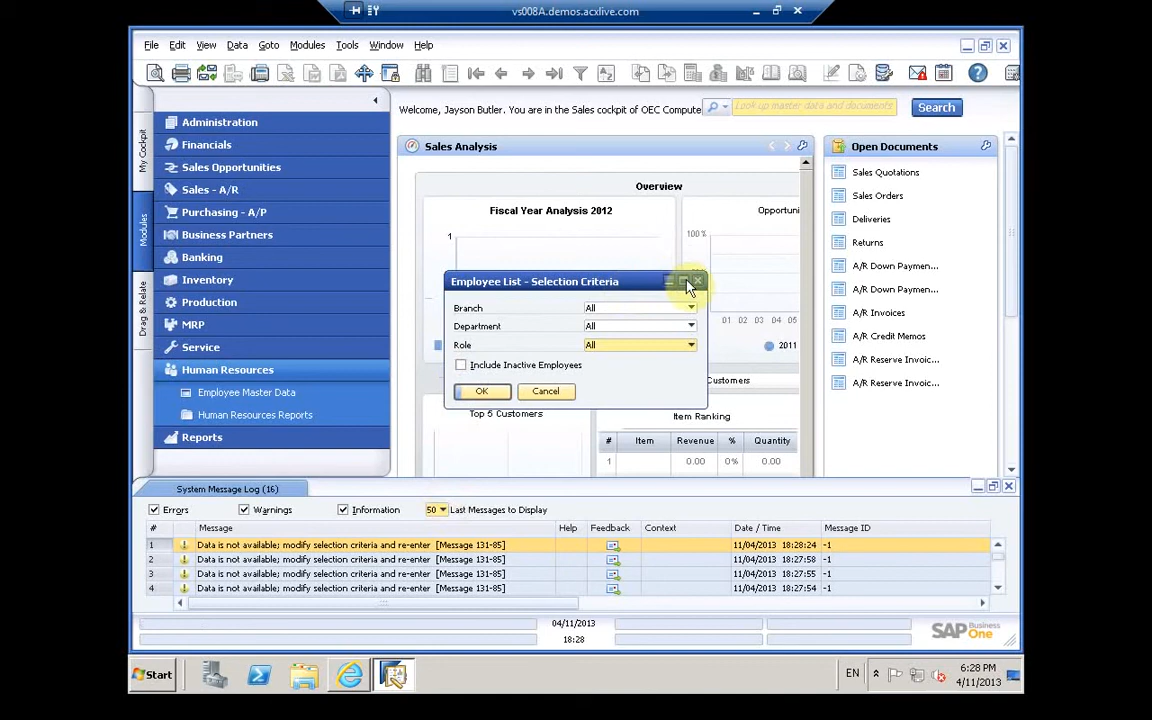 vs008A.demos.acxlive.com
File Edit View Data Goto Modules Tools Window Help
Welcome, Jayson Butler. You are in the Sales cockpit of OEC Compute
Look up master data and documents
Search
My Cockpit
Modules
Drag & Relate
Administration
Financials
Sales Opportunities
Sales - A/R
Purchasing - A/P
Business Partners
Banking
Inventory
Production
MRP
Service
Human Resources
Employee Master Data
Human Resources Reports
Reports
Sales Analysis
Overview
Fiscal Year Analysis 2012
1
Opportuni
100 %
01 02 03 04 05
2011
Customers
Top 5 Customers
Item Ranking
# Item Revenue % Quantity
1 0.00 0% 0.00
Employee List - Selection Criteria
Branch All
Department All
Role All
Include Inactive Employees
OK Cancel
Open Documents
Sales Quotations
Sales Orders
Deliveries
Returns
A/R Down Paymen...
A/R Down Paymen...
A/R Invoices
A/R Credit Memos
A/R Reserve Invoic...
A/R Reserve Invoic...
System Message Log (16)
Errors Warnings Information 50 Last Messages to Display
# Message Help Feedback Context Date / Time Message ID
1 Data is not available; modify selection criteria and re-enter [Message 131-85] 11/04/2013 18:28:24 -1
2 Data is not available; modify selection criteria and re-enter [Message 131-85] 11/04/2013 18:27:58 -1
3 Data is not available; modify selection criteria and re-enter [Message 131-85] 11/04/2013 18:27:55 -1
4 Data is not available; modify selection criteria and re-enter [Message 131-85] 11/04/2013 18:27:54 -1
04/11/2013
18:28
SAP Business One
Start
EN
6:28 PM
4/11/2013